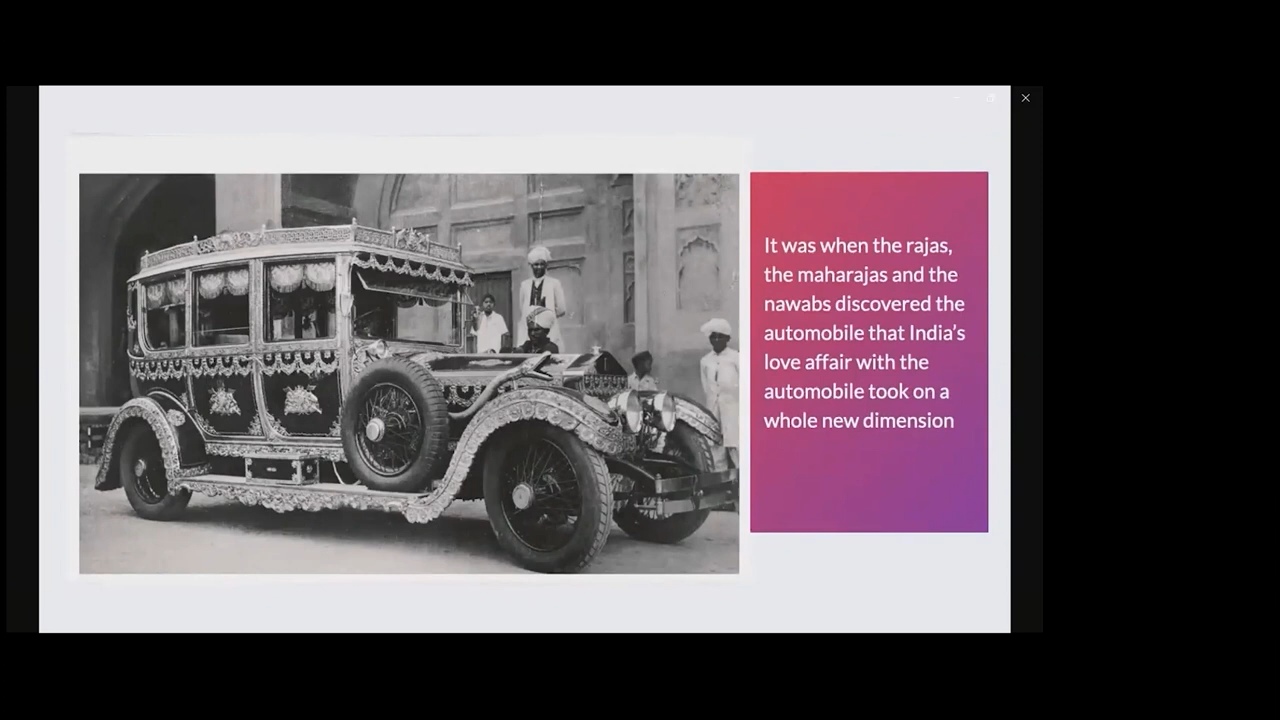 It was when the rajas,
the maharajas and the
nawabs discovered the
automobile that India's
love affair with the
automobile took on a
whole new dimension